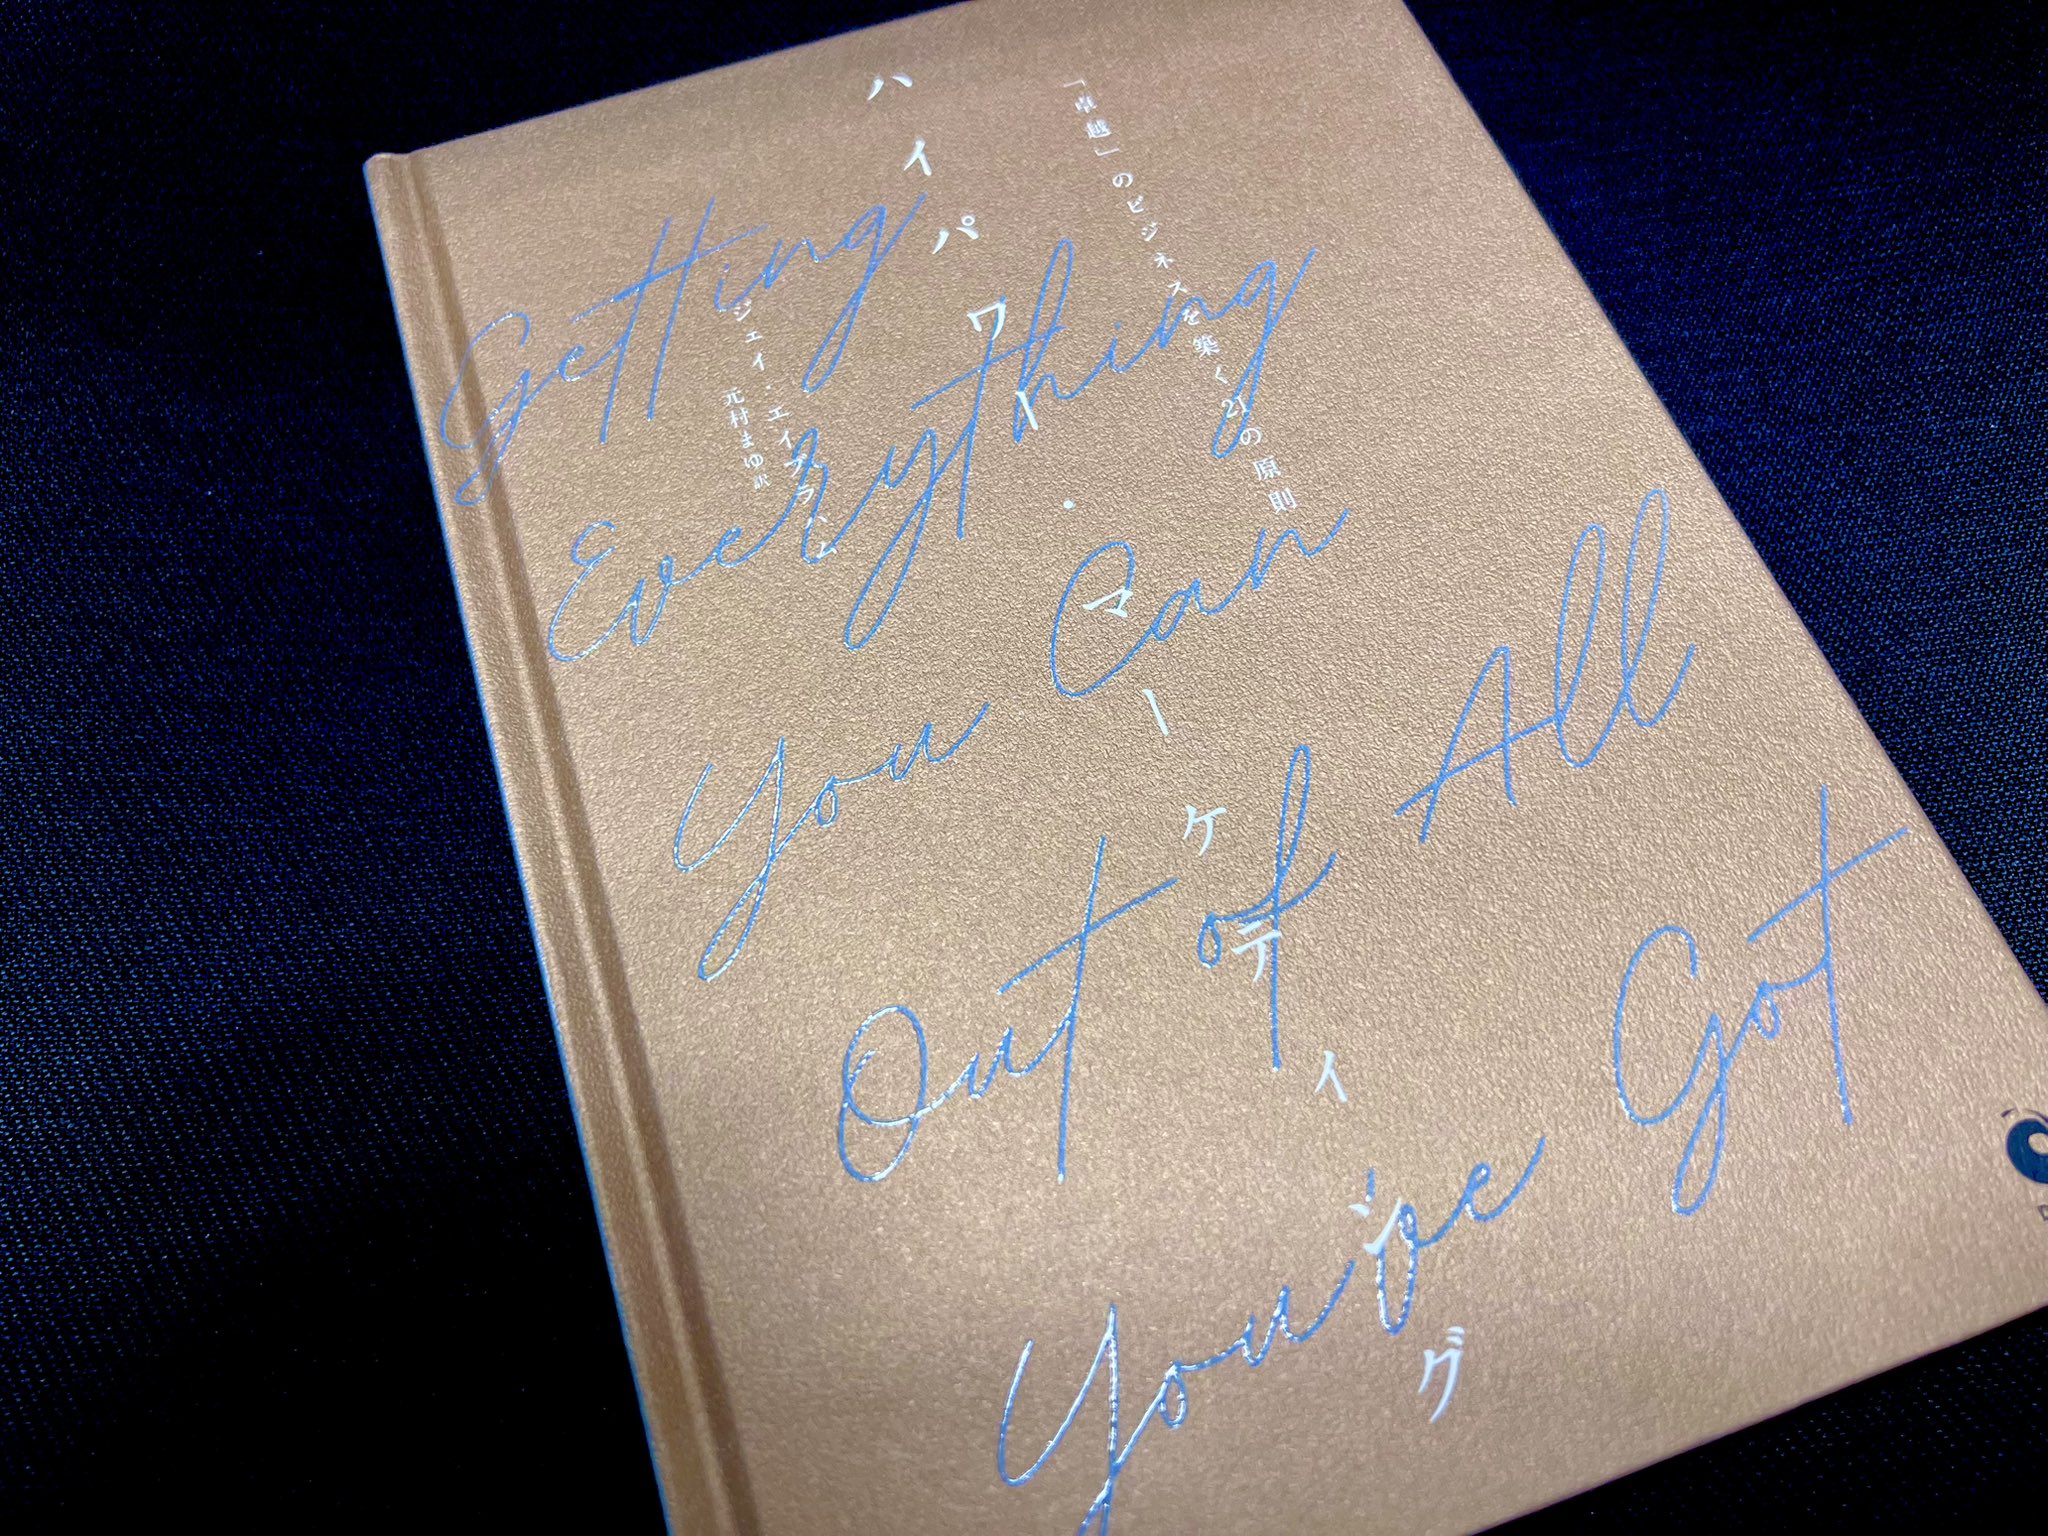 「卓越」のビジネスを築く21の原則
ハイパワー・マーケティング
ジェイ・エイブラハム
元村まゆ 訳
Getting
Everything
You Can
Out of All
You've Got